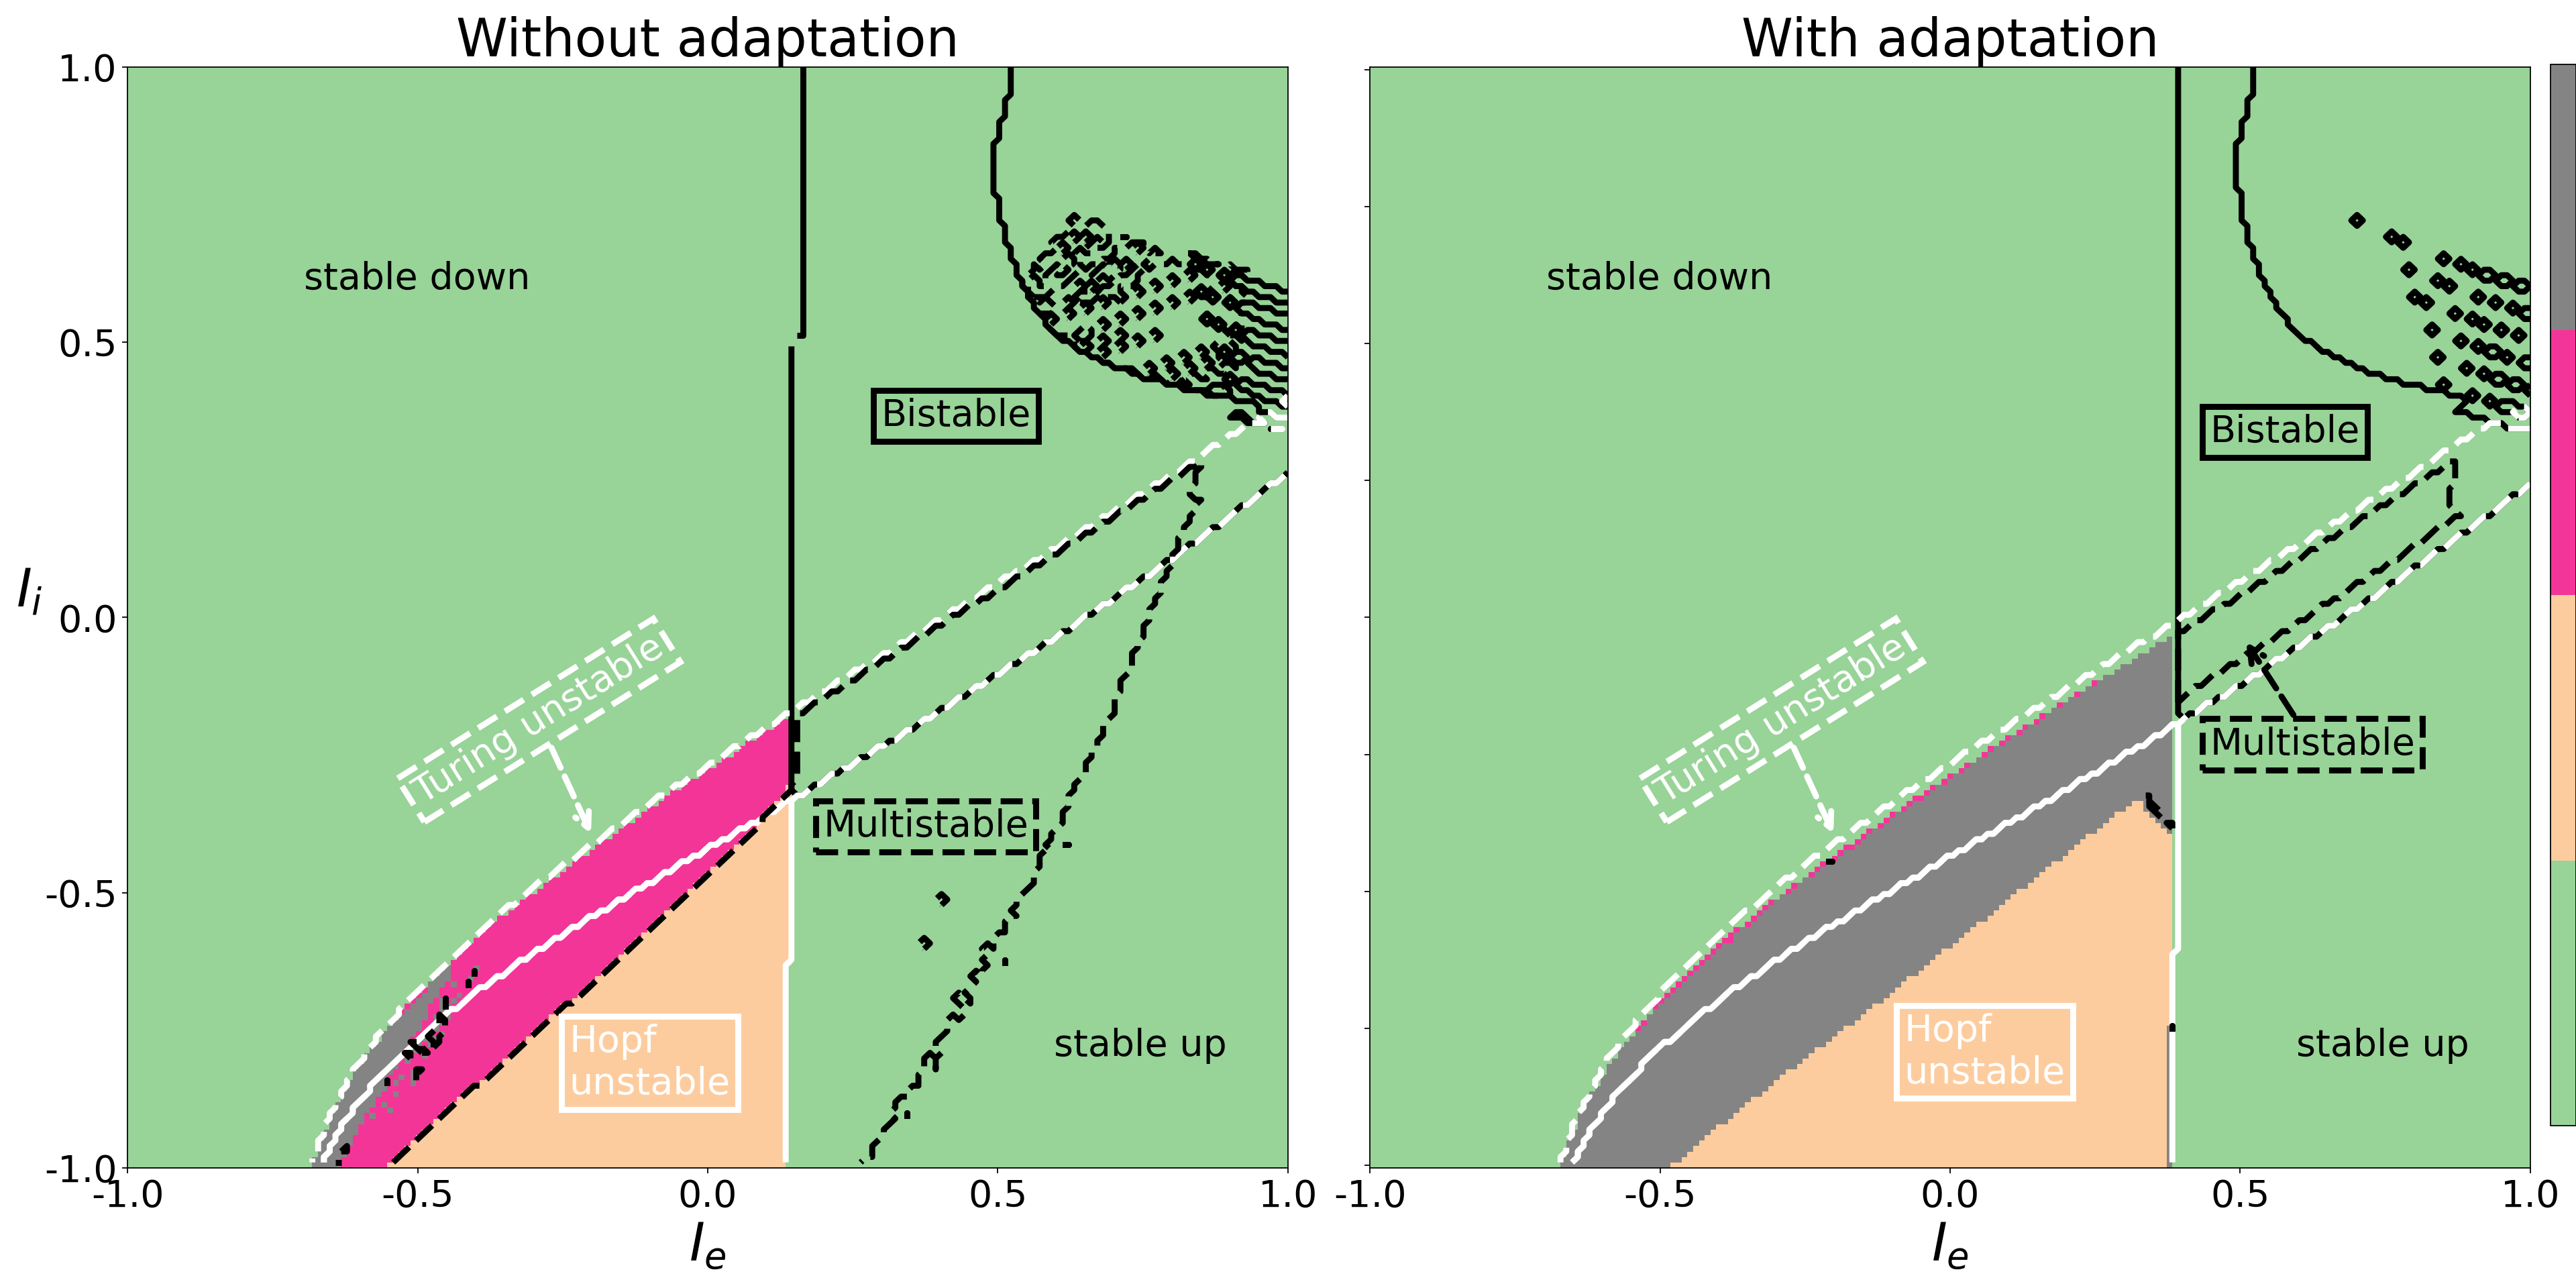 Without adaptation
With adaptation
1.0
0.5
0.0
-0.5
-1.0
I_i
stable down
Bistable
Turing unstable
Multistable
Hopf
unstable
stable up
-1.0
-0.5
0.0
0.5
1.0
I_e
stable down
Bistable
Turing unstable
Multistable
Hopf
unstable
stable up
-1.0
-0.5
0.0
0.5
1.0
I_e